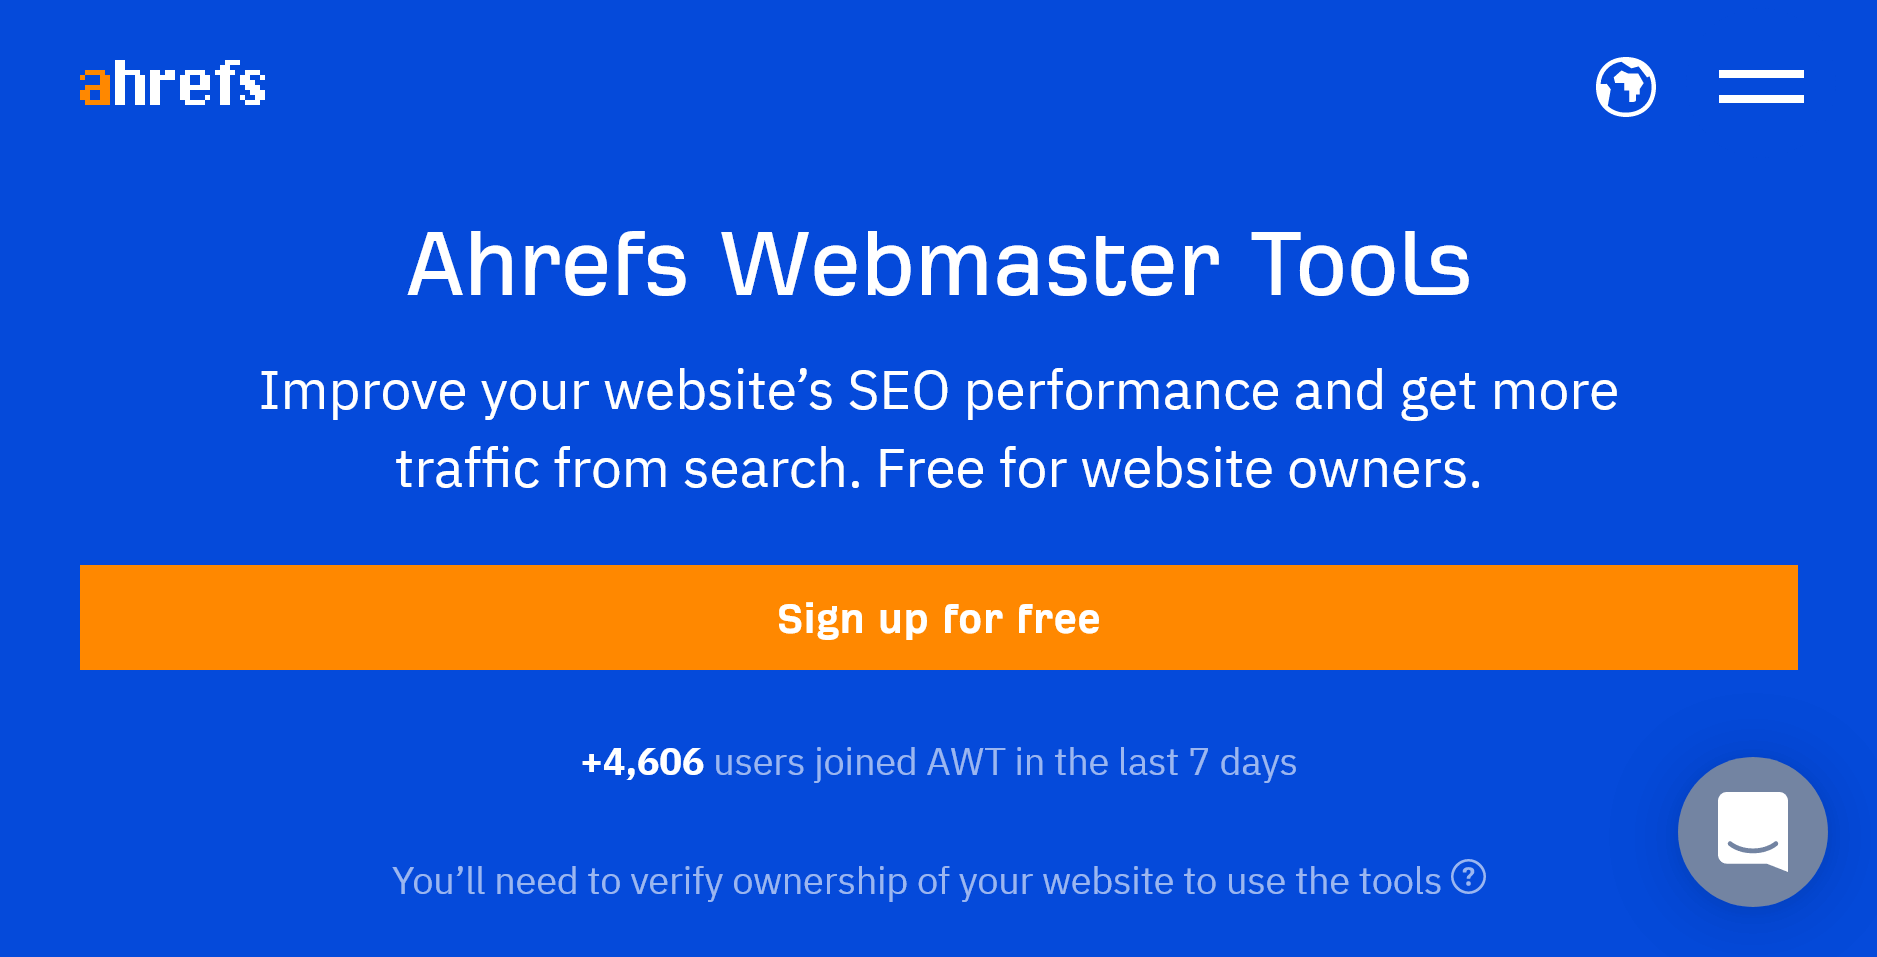 ahrefs
Ahrefs Webmaster Tools
Improve your website’s SEO performance and get more
traffic from search. Free for website owners.
Sign up for free
+4,606 users joined AWT in the last 7 days
You’ll need to verify ownership of your website to use the tools ?